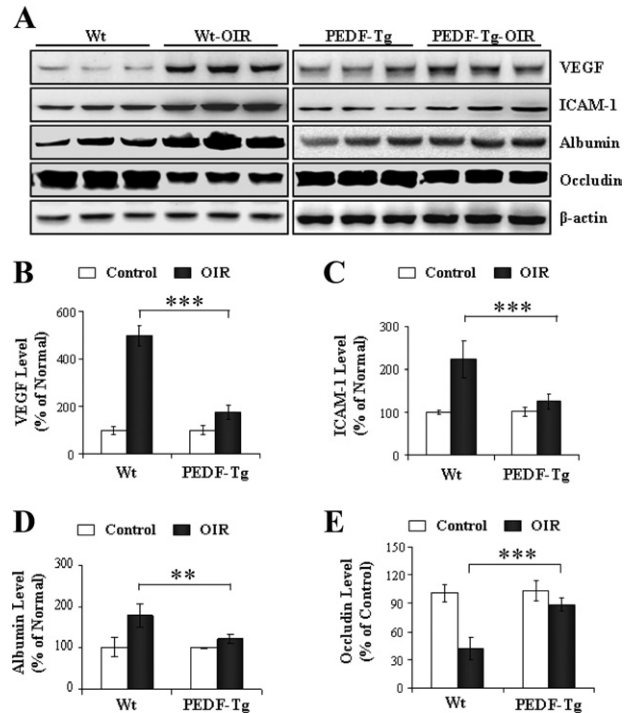 A
Wt Wt-OIR PEDF-Tg PEDF-Tg-OIR
VEGF
ICAM-1
Albumin
Occludin
β-actin
B
Control OIR
***
600
400
200
0
VEGF Level
(% of Normal)
Wt PEDF-Tg
C
Control OIR
***
300
200
100
0
ICAM-1 Level
(% of Normal)
Wt PEDF-Tg
D
Control OIR
**
300
200
100
0
Albumin Level
(% of Normal)
Wt PEDF-Tg
E
Control OIR
***
150
120
90
60
30
0
Occludin Level
(% of Control)
Wt PEDF-Tg